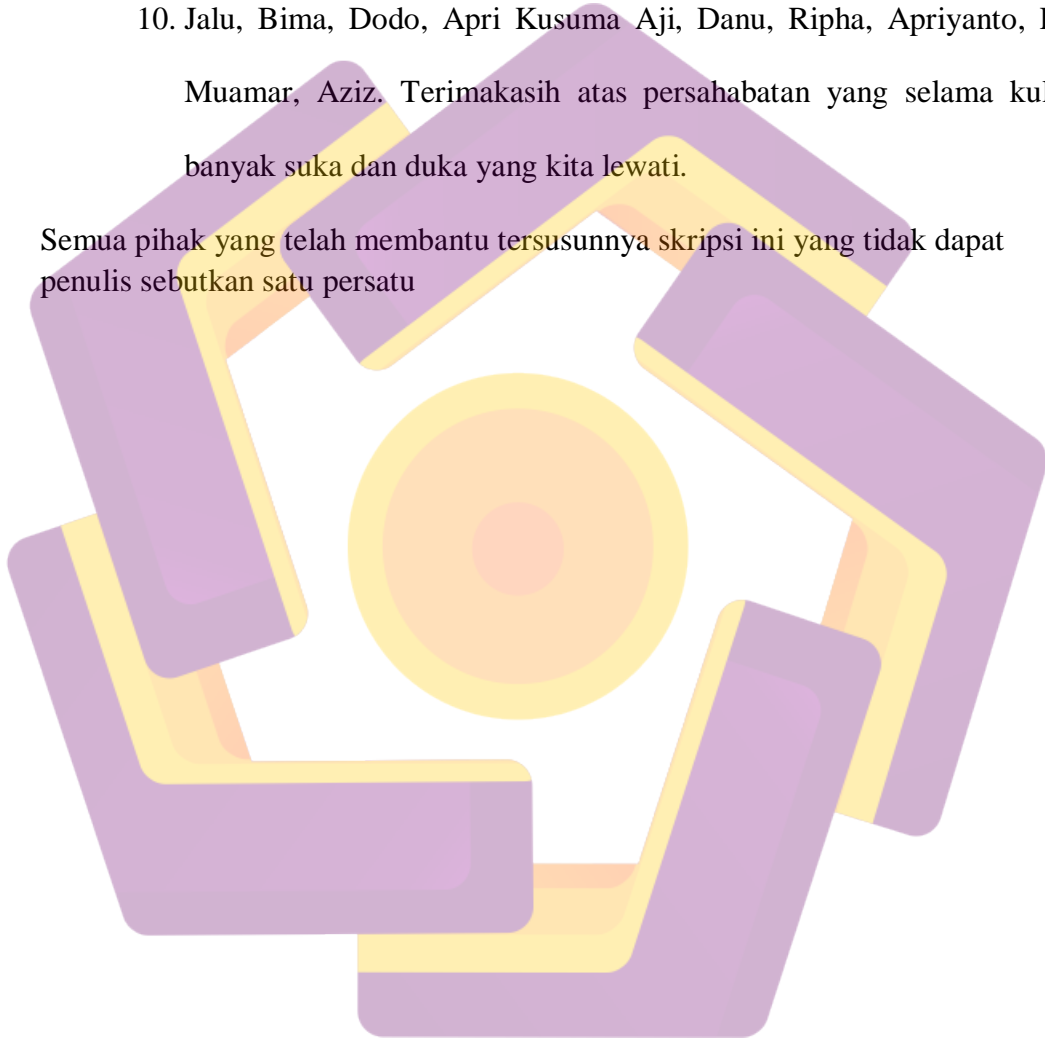 10. Jalu, Bima, Dodo, Apri Kusuma Aji, Danu, Ripha, Apriyanto,
Muamar, Aziz. Terimakasih atas persahabatan yang selama
banyak suka dan duka yang kita lewati.
Semua pihak yang telah membantu tersusunnya skripsi ini yang tidak dapat
penulis sebutkan satu persatu